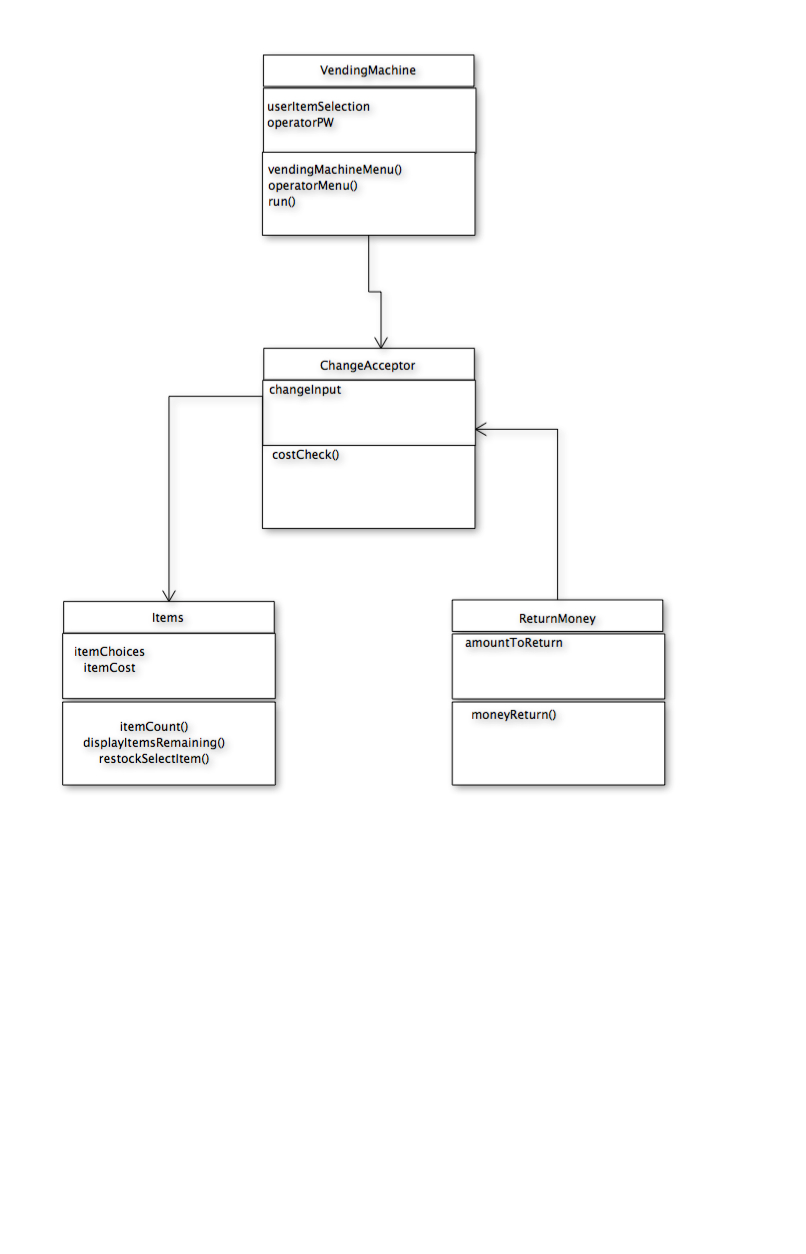 VendingMachine
userItemSelection
operatorPW
vendingMachineMenu()
operatorMenu()
run()
ChangeAcceptor
changeInput
costCheck()
Items
itemChoices
itemCost
itemCount()
displayItemsRemaining()
restockSelectItem()
ReturnMoney
amountToReturn
moneyReturn()